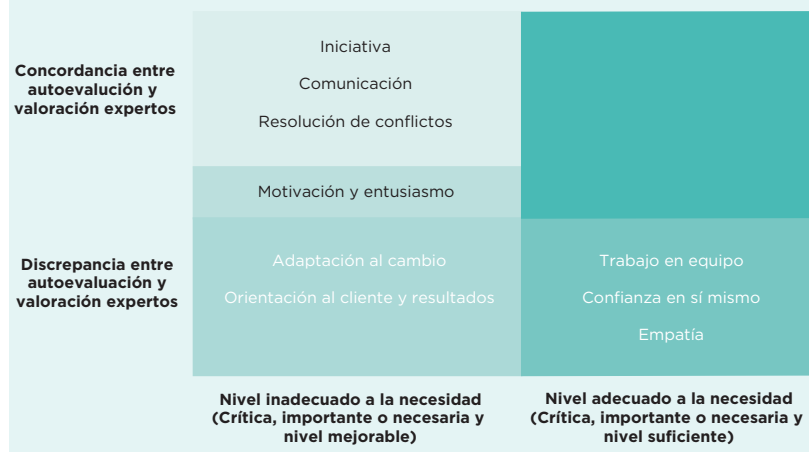 Concordancia entre
autoevalución y
valoración expertos
Iniciativa
Comunicación
Resolución de conflictos
Motivación y entusiasmo
Discrepancia entre
autoevaluación y
valoración expertos
Adaptación al cambio
Orientación al cliente y resultados
Trabajo en equipo
Confianza en sí mismo
Empatía
Nivel inadecuado a la necesidad
(Crítica, importante o necesaria y
nivel mejorable)
Nivel adecuado a la necesidad
(Crítica, importante o necesaria y
nivel suficiente)